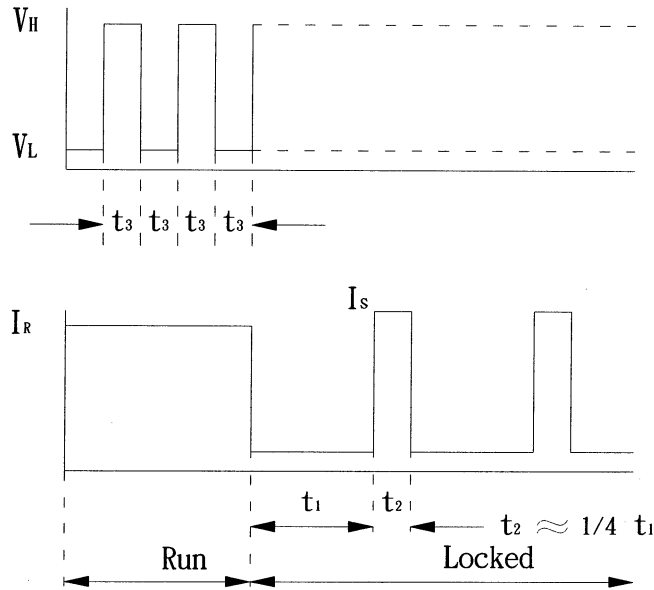 VH
VL
t3 t3 t3 t3
IS
IR
t1 t2
t2 ≈ 1/4 t1
Run Locked